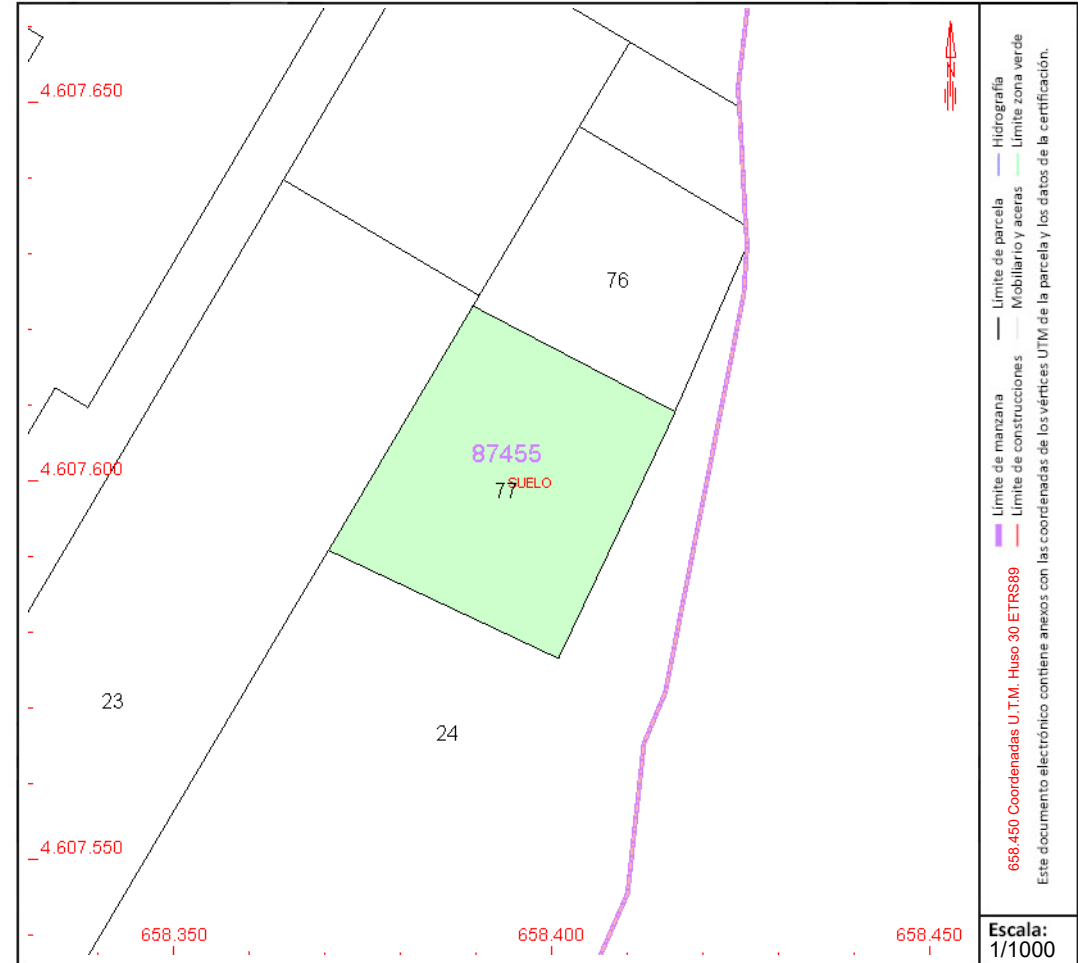 4.607.650
76
87455
4.607.600
SUELO
77
23
24
4.607.550
658.350
658.400
658.450
N
Límite de manzana
Límite de parcela
Hidrografía
Límite de construcciones
Mobiliario y aceras
Límite zona verde
658.450 Coordenadas U.T.M. Huso 30 ETRS89
Este documento electrónico contiene anexos con las coordenadas de los vértices UTM de la parcela y los datos de la certificación.
Escala:
1/1000